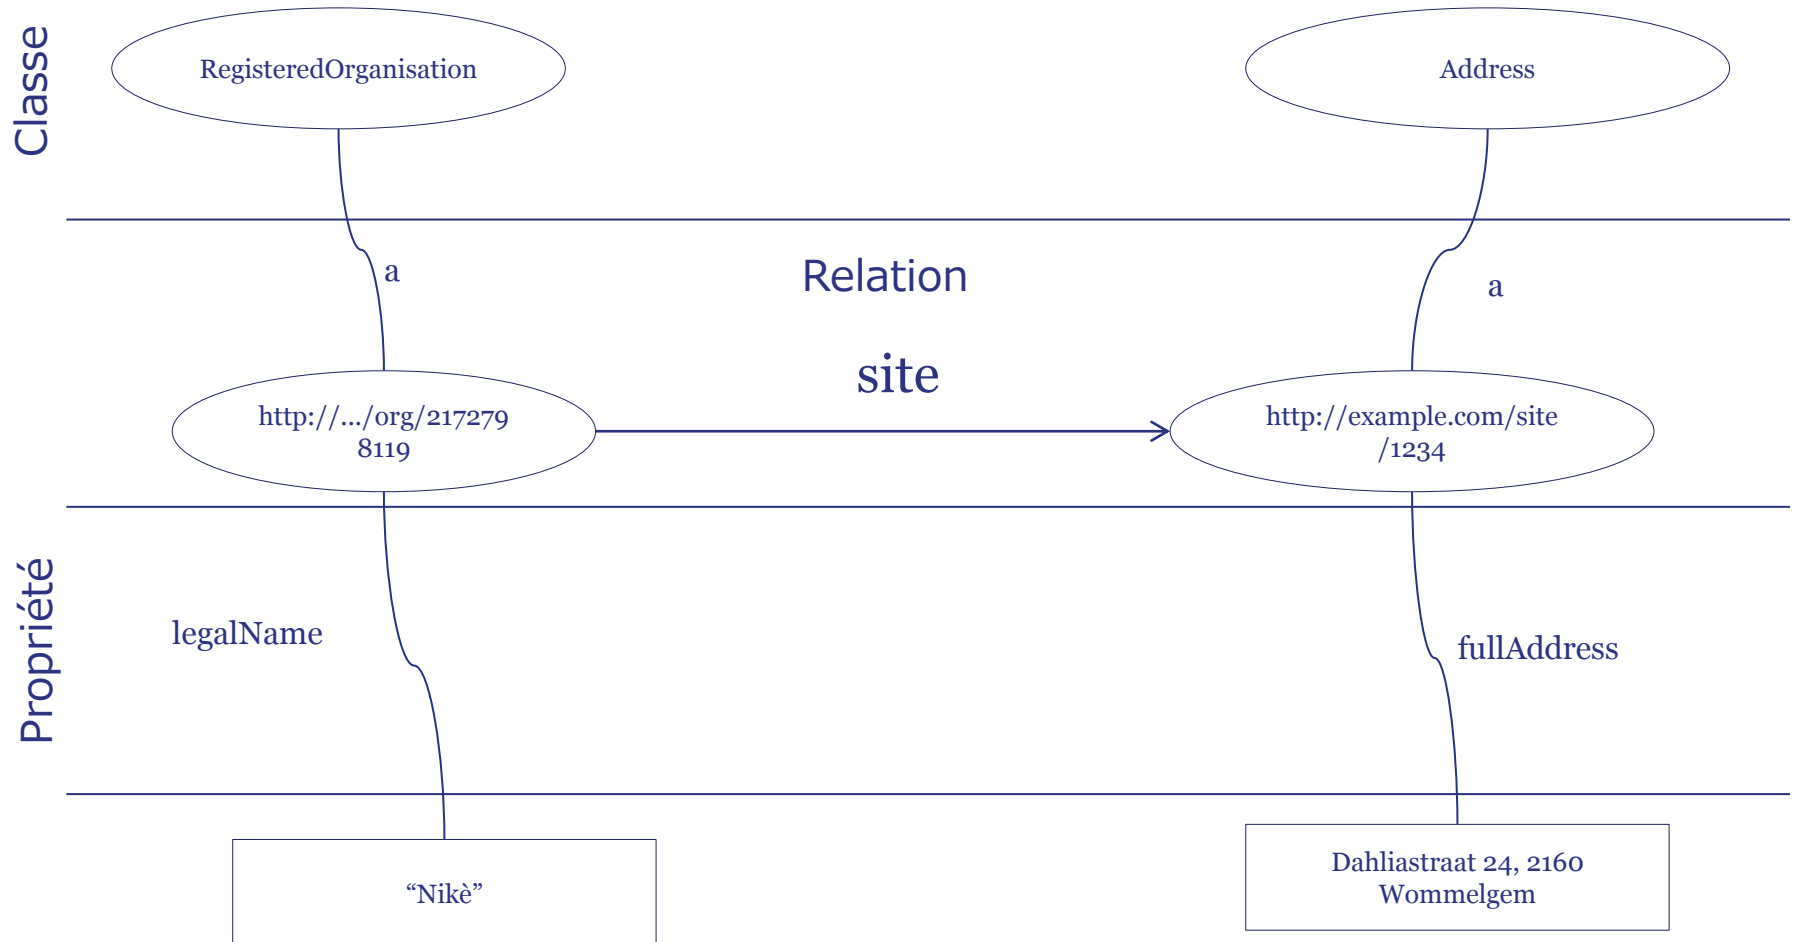 Classe
RegisteredOrganisation
Address
a
Relation
a
site
http://.../org/217279
8119
http://example.com/site
/1234
Propriété
legalName
fullAddress
“Nikè”
Dahliastraat 24, 2160
Wommelgem